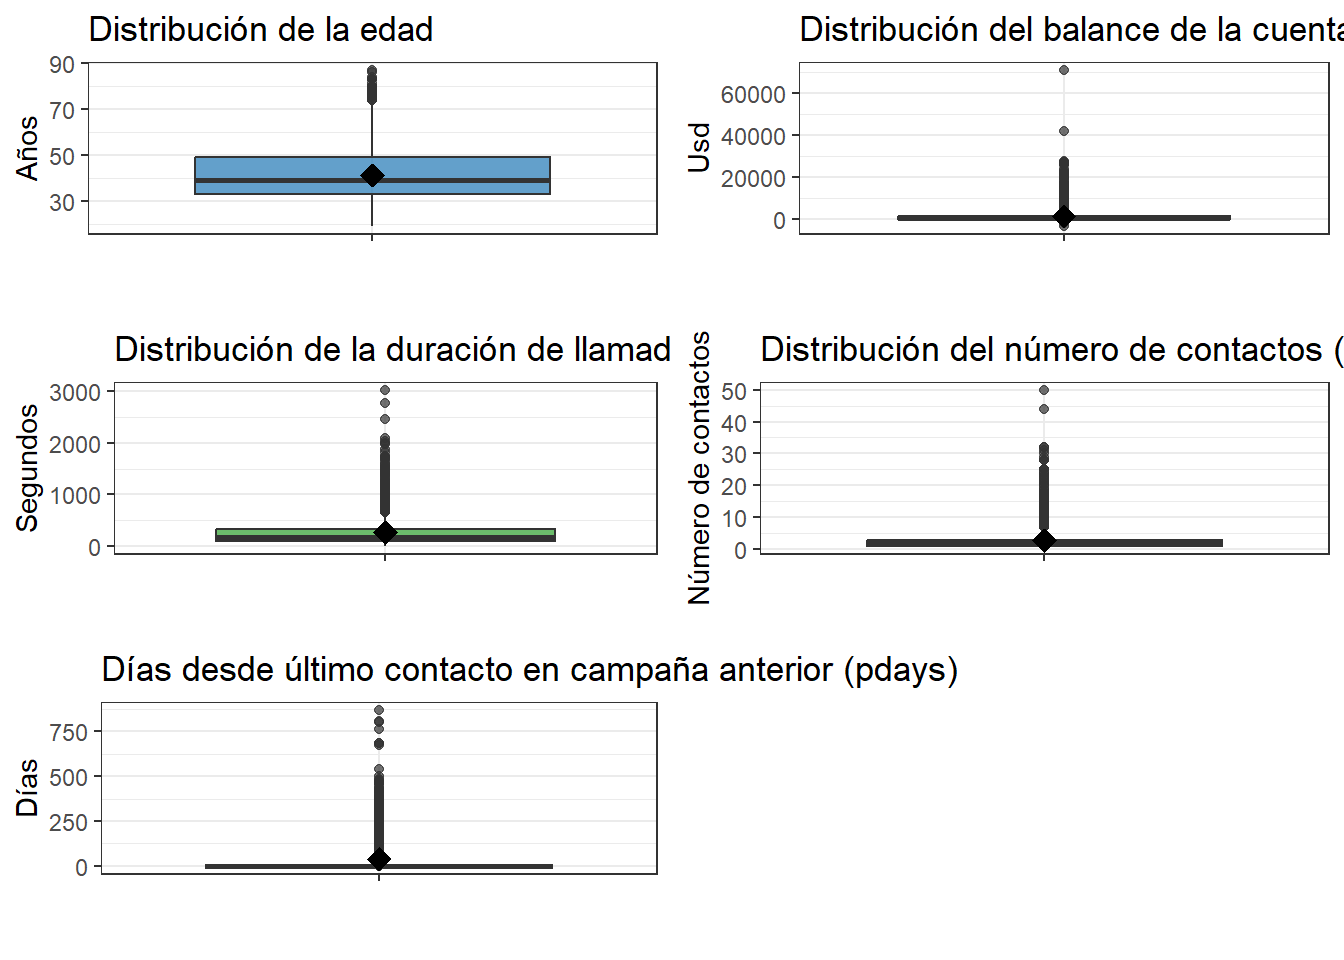 Distribución de la edad
Años
90
70
50
30
Distribución del balance de la cuenta
Usd
60000
40000
20000
0
Distribución de la duración de llamad
Segundos
3000
2000
1000
0
Distribución del número de contactos (
Número de contactos
50
40
30
20
10
0
Días desde último contacto en campaña anterior (pdays)
Días
750
500
250
0